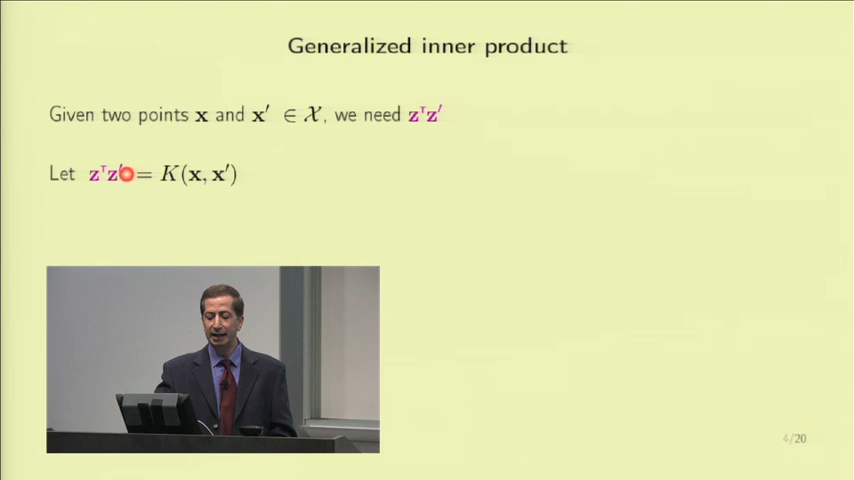 Generalized inner product
Given two points x and x′ ∈ 𝒳, we need zᵀz′
Let zᵀz′ = K(x, x′)
4/20